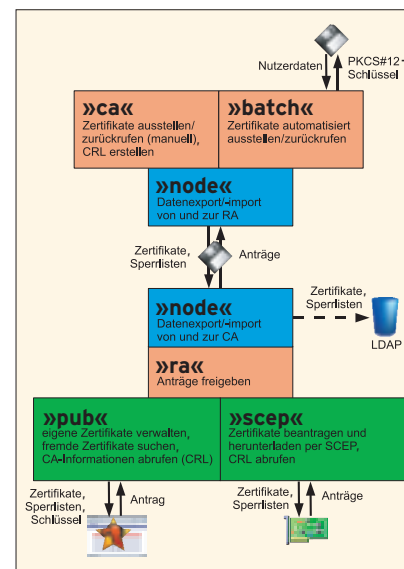 Nutzerdaten
PKCS#12-
Schlüssel
»ca«
Zertifikate ausstellen/
zurückrufen (manuell),
CRL erstellen
»batch«
Zertifikate automatisiert
ausstellen/zurückrufen
»node«
Datenexport/-import
von und zur RA
Zertifikate,
Sperrlisten
Anträge
»node«
Datenexport/-import
von und zur CA
Zertifikate,
Sperrlisten
LDAP
»ra«
Anträge freigeben
»pub«
eigene Zertifikate verwalten,
fremde Zertifikate suchen,
CA-Informationen abrufen (CRL)
»scep«
Zertifikate beantragen und
herunterladen per SCEP,
CRL abrufen
Zertifikate,
Sperrlisten,
Schlüssel
Antrag
Zertifikate,
Sperrlisten
Anträge